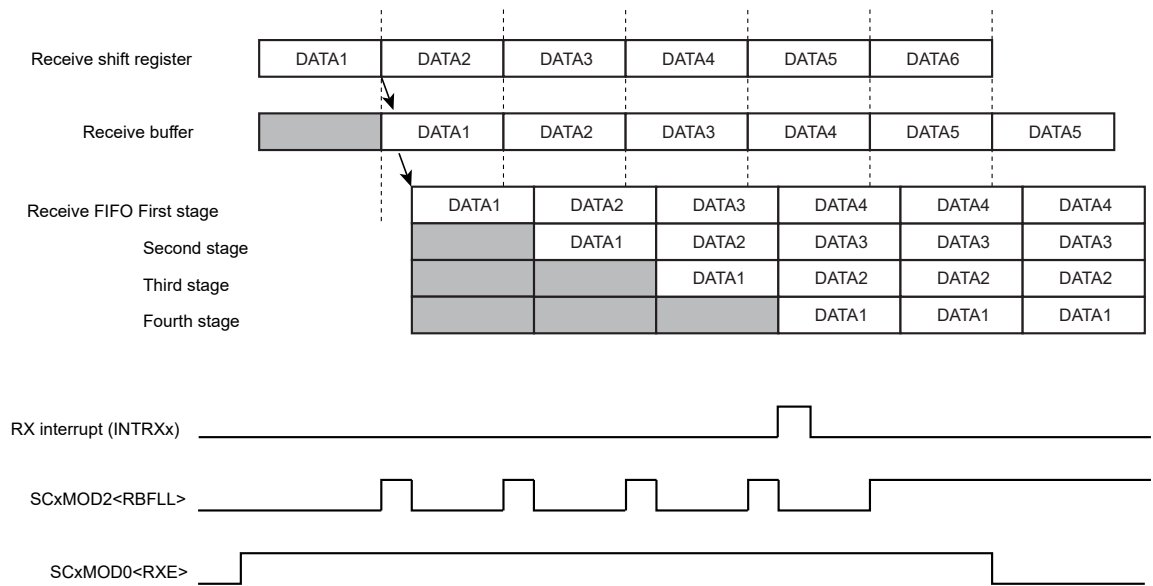 Receive shift register DATA1 DATA2 DATA3 DATA4 DATA5 DATA6
Receive buffer DATA1 DATA2 DATA3 DATA4 DATA5 DATA5
Receive FIFO First stage DATA1 DATA2 DATA3 DATA4 DATA4 DATA4
Second stage DATA1 DATA2 DATA3 DATA3 DATA3
Third stage DATA1 DATA2 DATA2 DATA2
Fourth stage DATA1 DATA1 DATA1
RX interrupt (INTRXx)
SCxMOD2<RBFLL>
SCxMOD0<RXE>